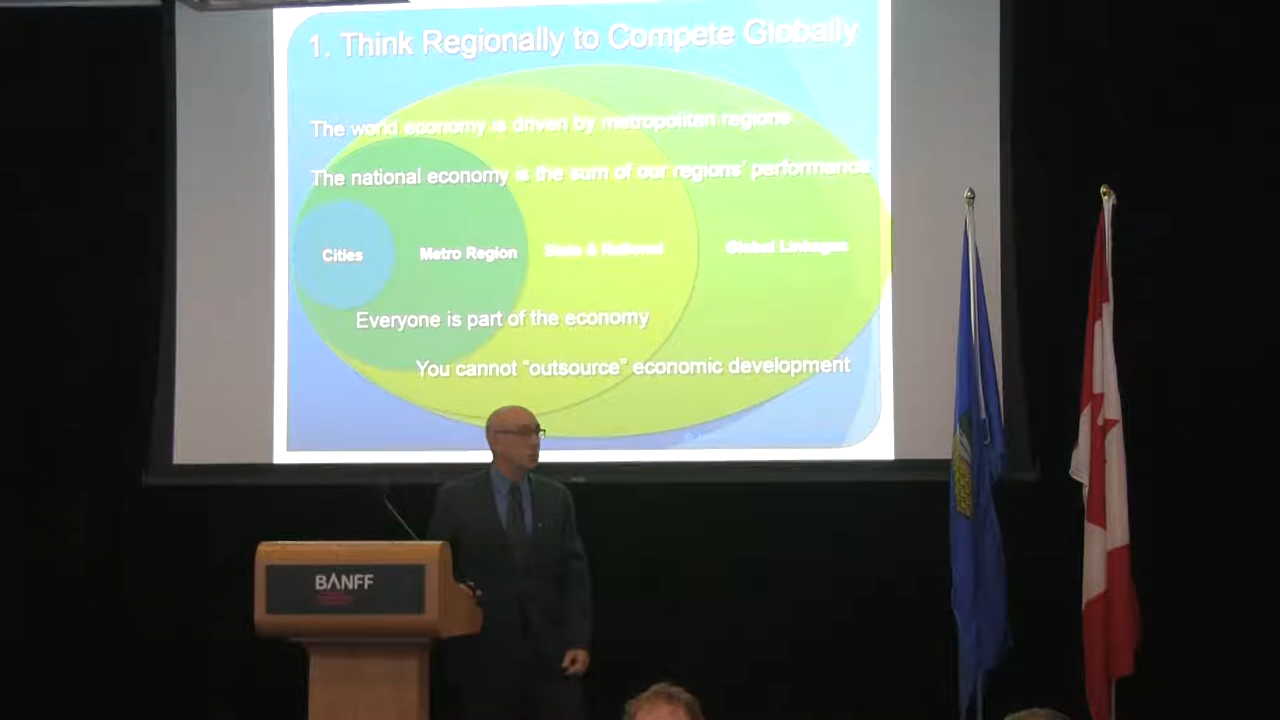 1. Think Regionally to Compete Globally
The world economy is driven by metropolitan regions
The national economy is the sum of our regions' performance
Cities
Metro Region
State & National
Global Linkages
Everyone is part of the economy
You cannot "outsource" economic development
BANFF